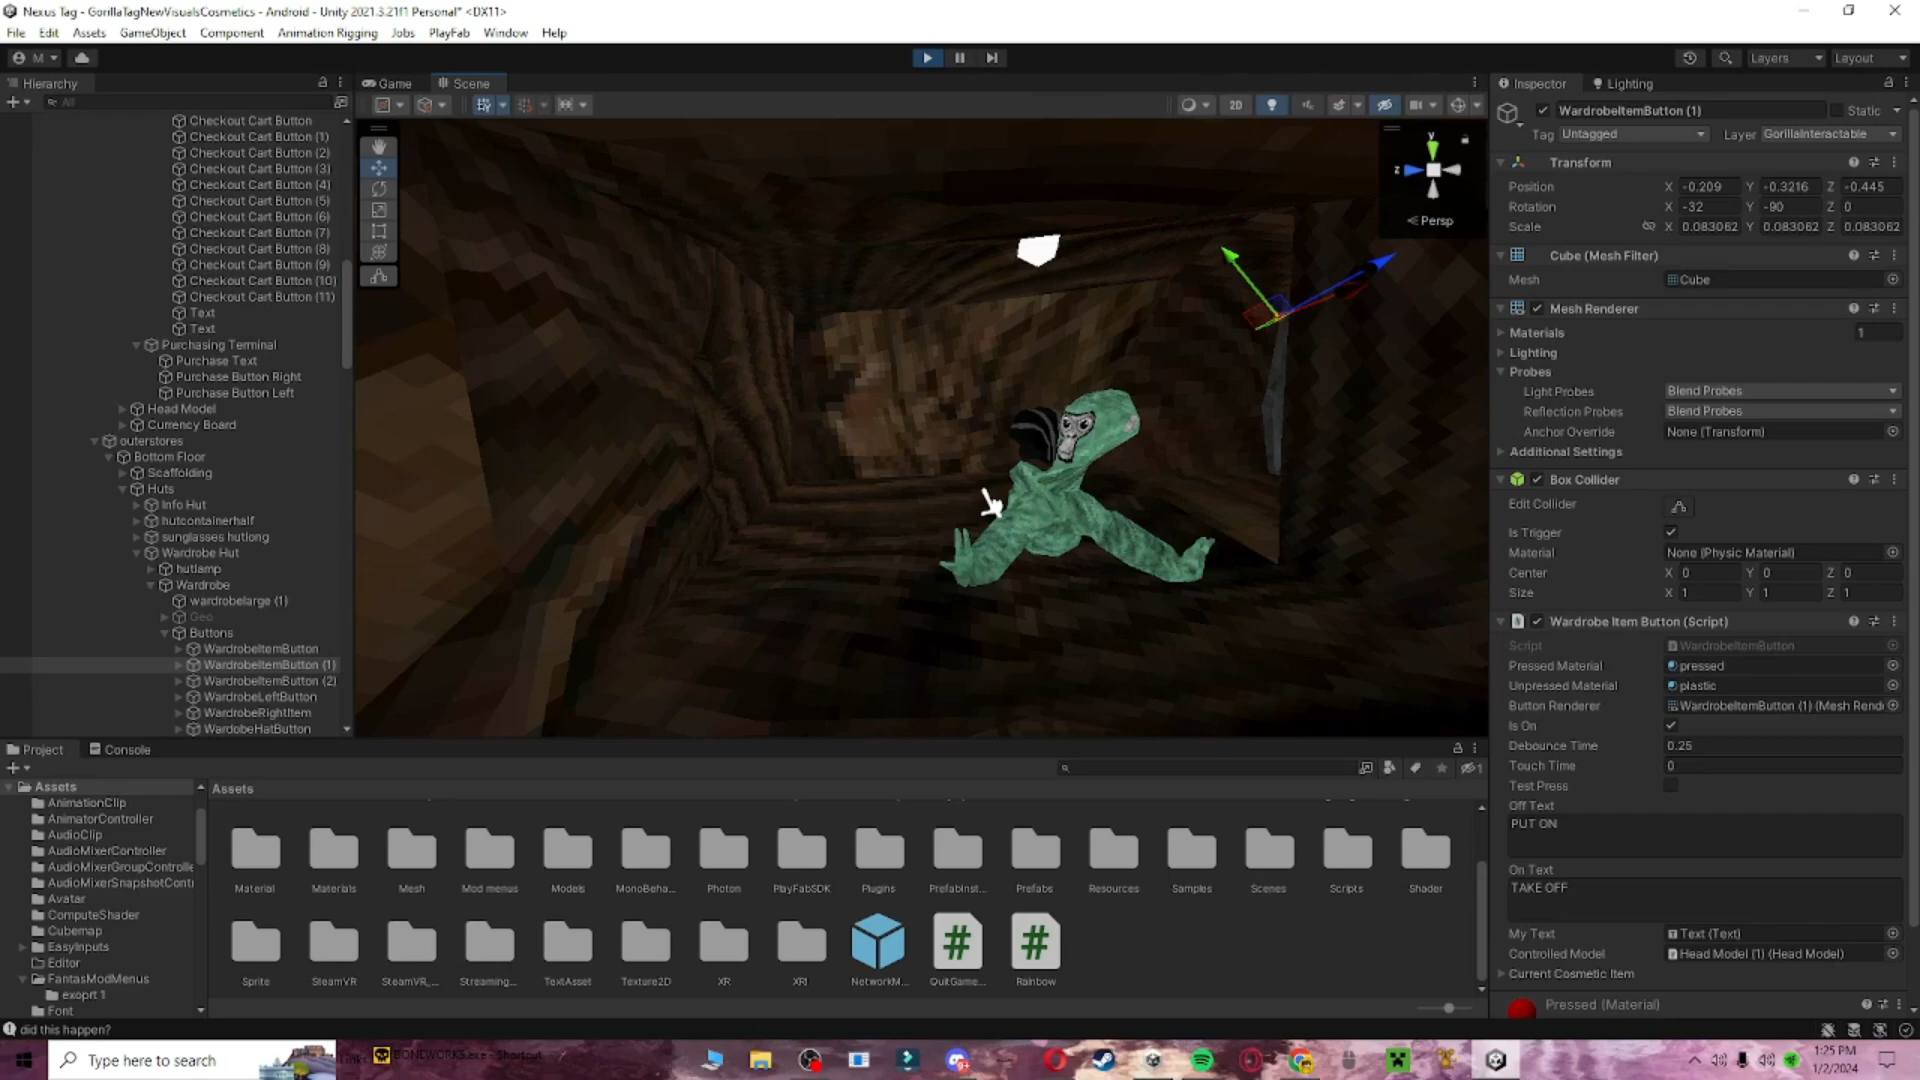 Nexus Tag - GorillaTagNewVisualsCosmetics - Android - Unity 2021.3.21f1 Personal* <DX11>
File Edit Assets GameObject Component Animation Rigging Jobs PlayFab Window Help
M Layers Layout
Hierarchy Game Scene Inspector Lighting
All 2D
Checkout Cart Button
Checkout Cart Button (1)
Checkout Cart Button (2)
Checkout Cart Button (3)
Checkout Cart Button (4)
Checkout Cart Button (5)
Checkout Cart Button (6)
Checkout Cart Button (7)
Checkout Cart Button (8)
Checkout Cart Button (9)
Checkout Cart Button (10)
Checkout Cart Button (11)
Text
Text
Purchasing Terminal
Purchase Text
Purchase Button Right
Purchase Button Left
Head Model
Currency Board
outerstores
Bottom Floor
Scaffolding
Huts
Info Hut
hutcontainerhalf
sunglasses hutlong
Wardrobe Hut
hutlamp
Wardrobe
wardrobelarge (1)
Geo
Buttons
WardrobeItemButton
WardrobeItemButton (1)
WardrobeItemButton (2)
WardrobeLeftButton
WardrobeRightItem
WardobeHatButton
y
z
Persp
WardrobeItemButton (1) Static
Tag Untagged Layer GorillaInteractable
Transform
Position X -0.209 Y -0.3216 Z -0.445
Rotation X -32 Y -90 Z 0
Scale X 0.083062 Y 0.083062 Z 0.083062
Cube (Mesh Filter)
Mesh Cube
Mesh Renderer
Materials 1
Lighting
Probes
Light Probes Blend Probes
Reflection Probes Blend Probes
Anchor Override None (Transform)
Additional Settings
Box Collider
Edit Collider
Is Trigger
Material None (Physic Material)
Center X 0 Y 0 Z 0
Size X 1 Y 1 Z 1
Wardrobe Item Button (Script)
Script WardrobeItemButton
Pressed Material pressed
Unpressed Material plastic
Button Renderer WardrobeItemButton (1) (Mesh Rend
Is On
Debounce Time 0.25
Touch Time 0
Test Press
Off Text
PUT ON
On Text
TAKE OFF
My Text Text (Text)
Controlled Model Head Model (1) (Head Model)
Current Cosmetic Item
Pressed (Material)
Project Console
1
Assets
AnimationClip
AnimatorController
AudioClip
AudioMixerController
AudioMixerGroupControlle
AudioMixerSnapshotCont
Avatar
ComputeShader
Cubemap
EasyInputs
Editor
FantasModMenus
exoprt 1
Font
Assets
Material Materials Mesh Mod menus Models MonoBeha... Photon PlayFabSDK Plugins PrefabInst... Prefabs Resources Samples Scenes Scripts Shader
Sprite SteamVR SteamVR_... Streaming... TextAsset Texture2D XR XRI NetworkM... QuitGame... Rainbow
did this happen?
Type here to search
BONEWORKS.exe - Shortcut
1:25 PM
1/2/2024